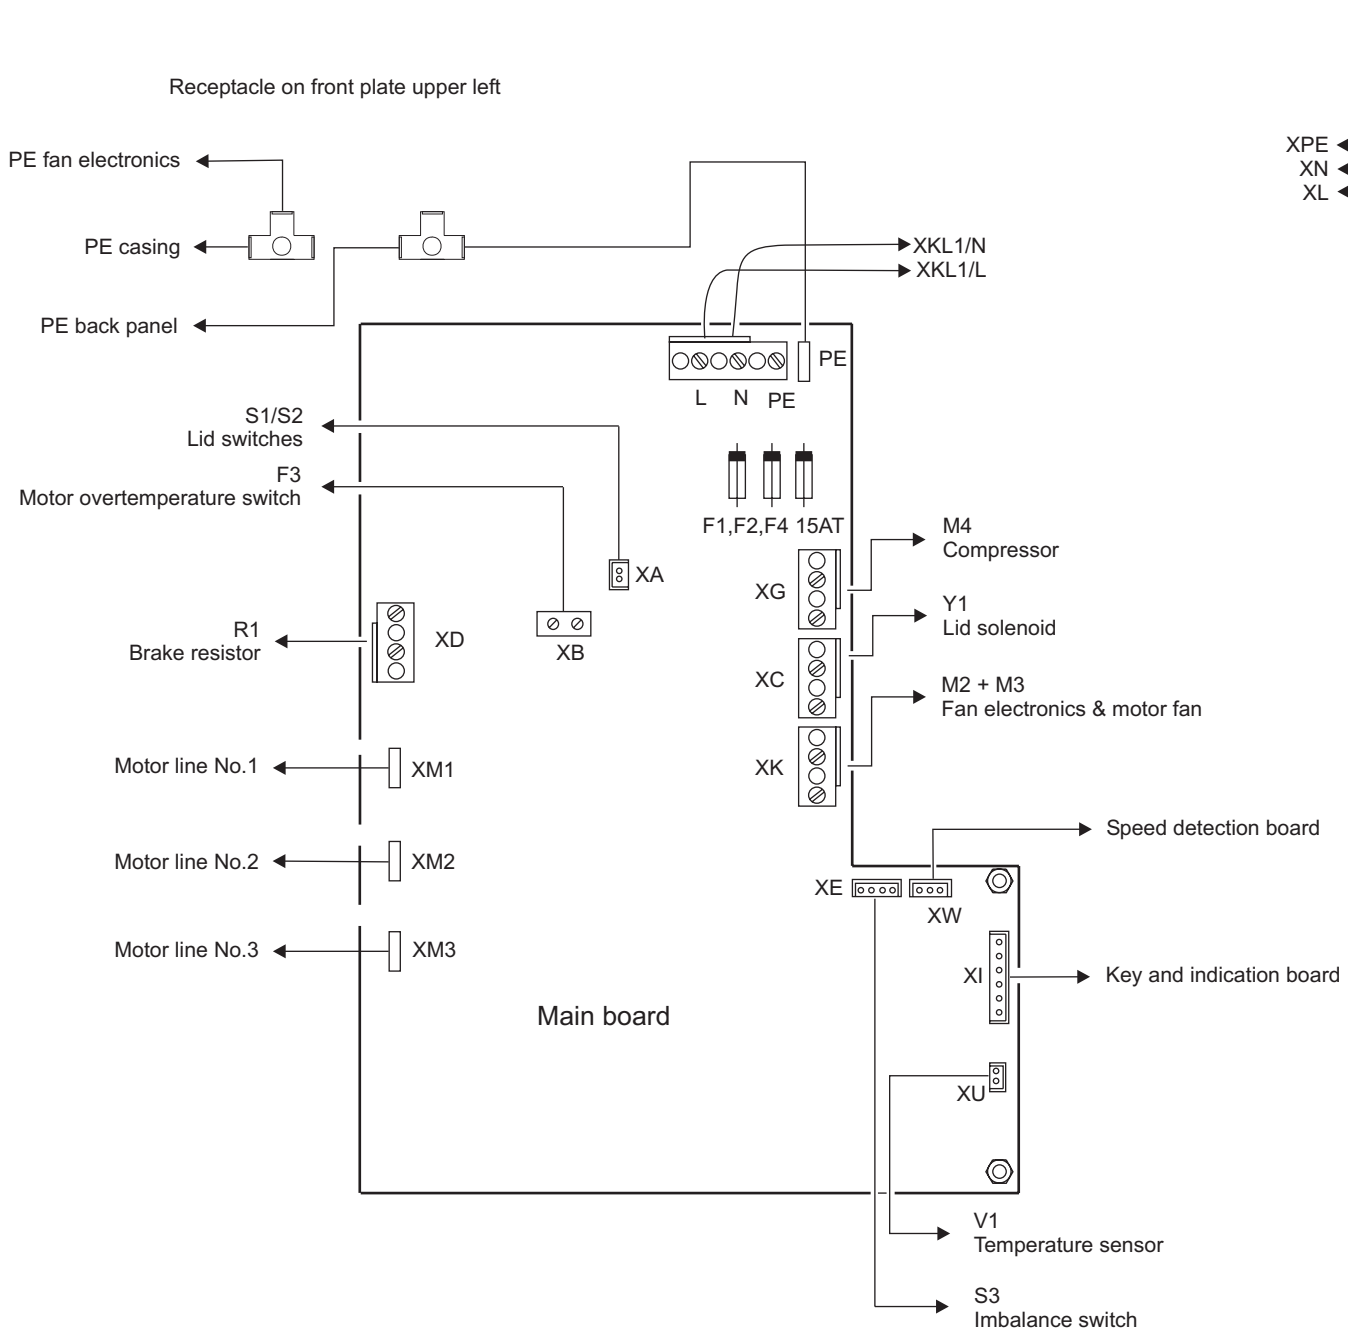 Receptacle on front plate upper left
XPE
XN
XL
PE fan electronics
PE casing
PE back panel
XKL1/N
XKL1/L
PE
L N PE
S1/S2
Lid switches
F3
Motor overtemperature switch
F1,F2,F4 15AT
M4
Compressor
XA
XG
Y1
Lid solenoid
R1
Brake resistor
XD
XB
XC
M2 + M3
Fan electronics & motor fan
Motor line No.1
XM1
XK
Speed detection board
Motor line No.2
XM2
XE
XW
Motor line No.3
XM3
XI
Key and indication board
Main board
XU
V1
Temperature sensor
S3
Imbalance switch